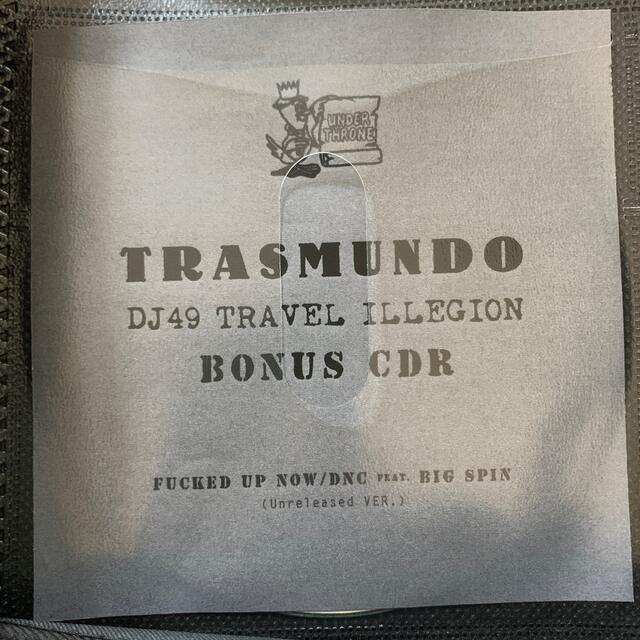 UNDER
THRONE
TRASMUNDO
DJ49 TRAVEL ILLEGION
BONUS CDR
FUCKED UP NOW/DNC FEAT. BIG SPIN
(Unreleased VER.)